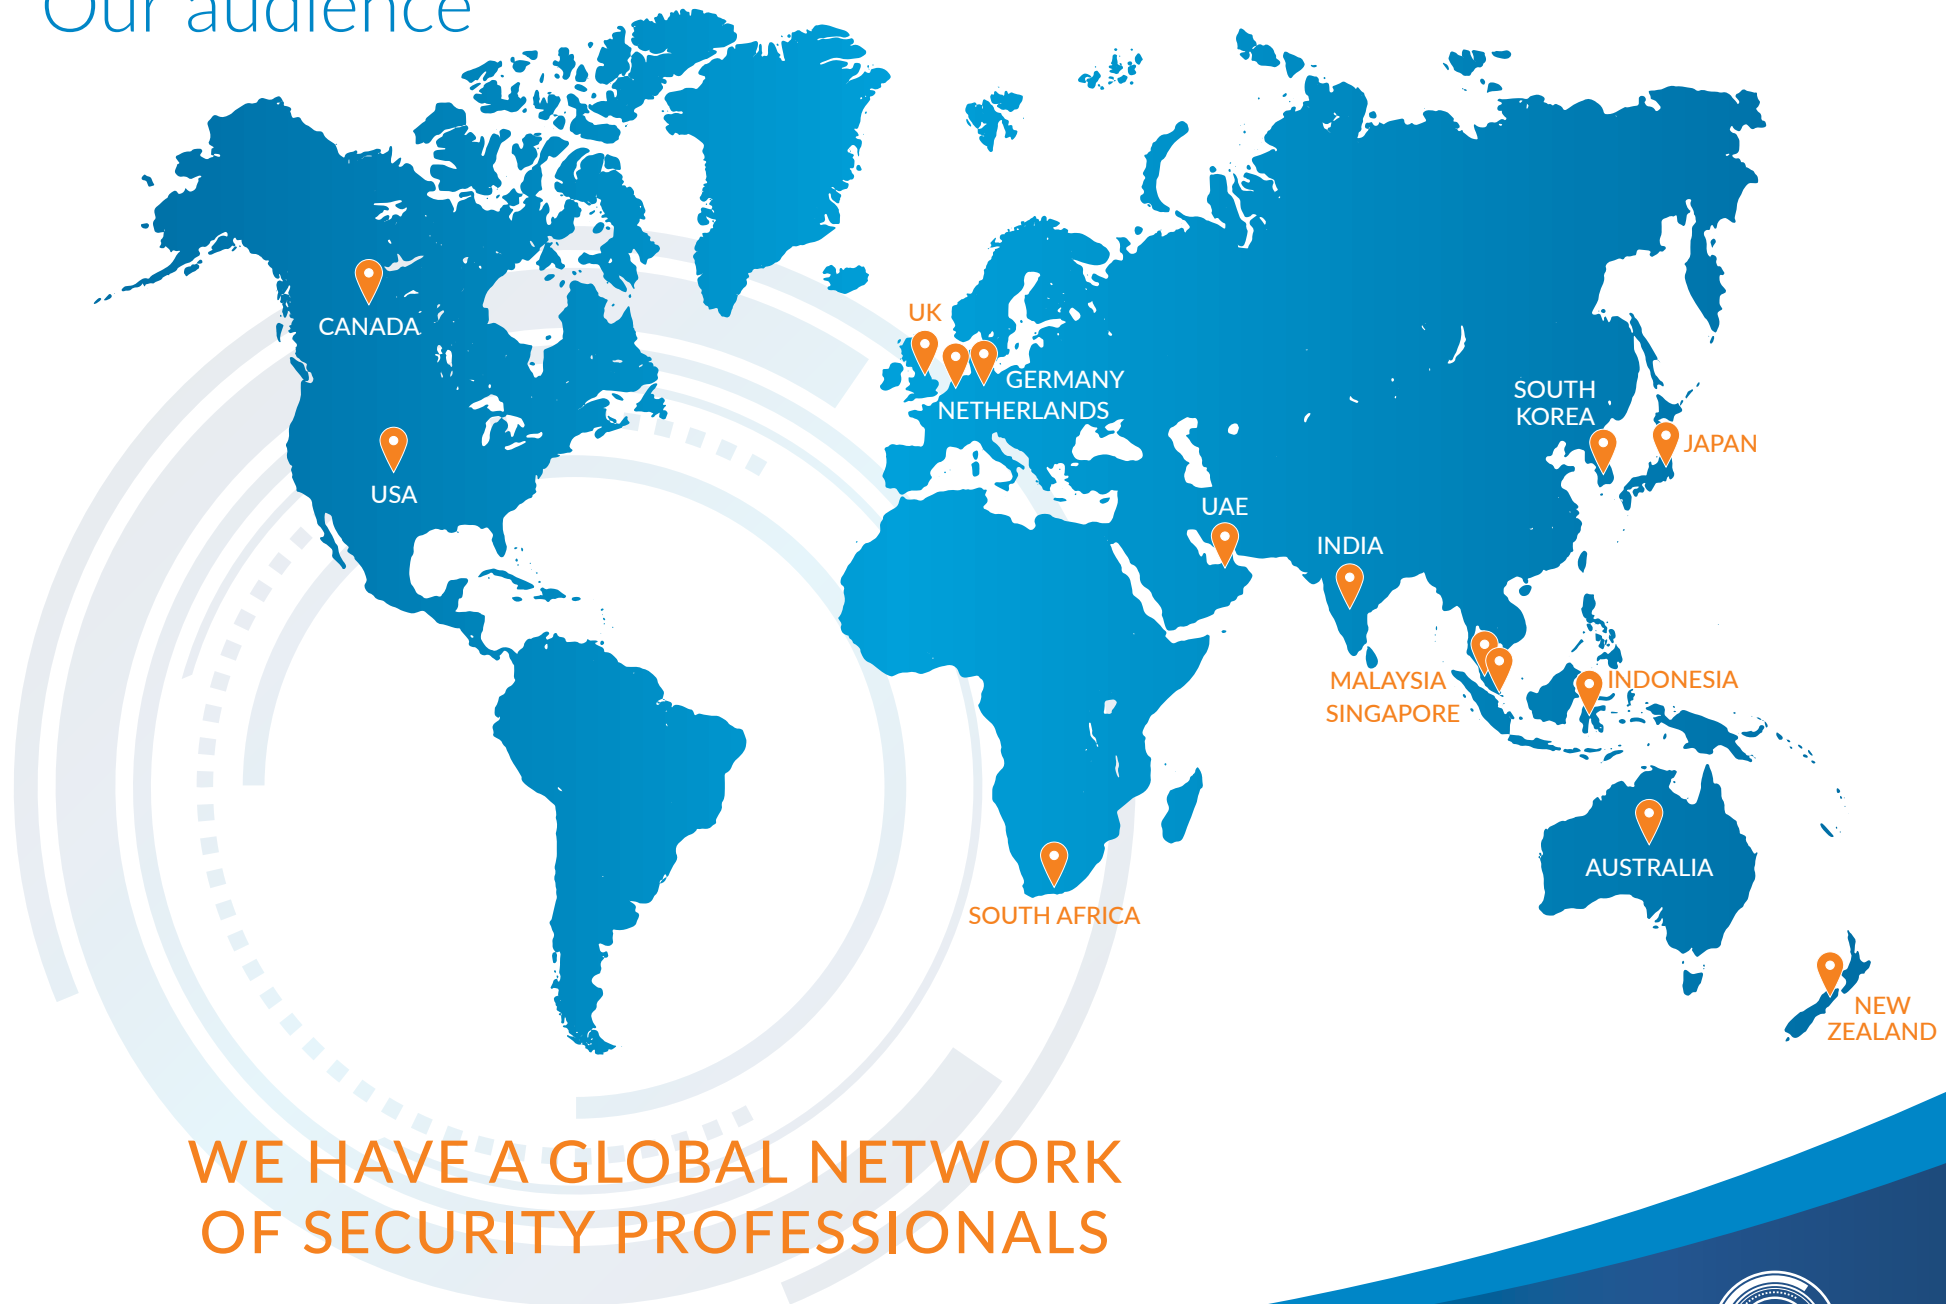 Our audience
CANADA
USA
UK
GERMANY
NETHERLANDS
SOUTH
KOREA
JAPAN
UAE
INDIA
MALAYSIA
SINGAPORE
INDONESIA
AUSTRALIA
SOUTH AFRICA
NEW
ZEALAND
WE HAVE A GLOBAL NETWORK
OF SECURITY PROFESSIONALS